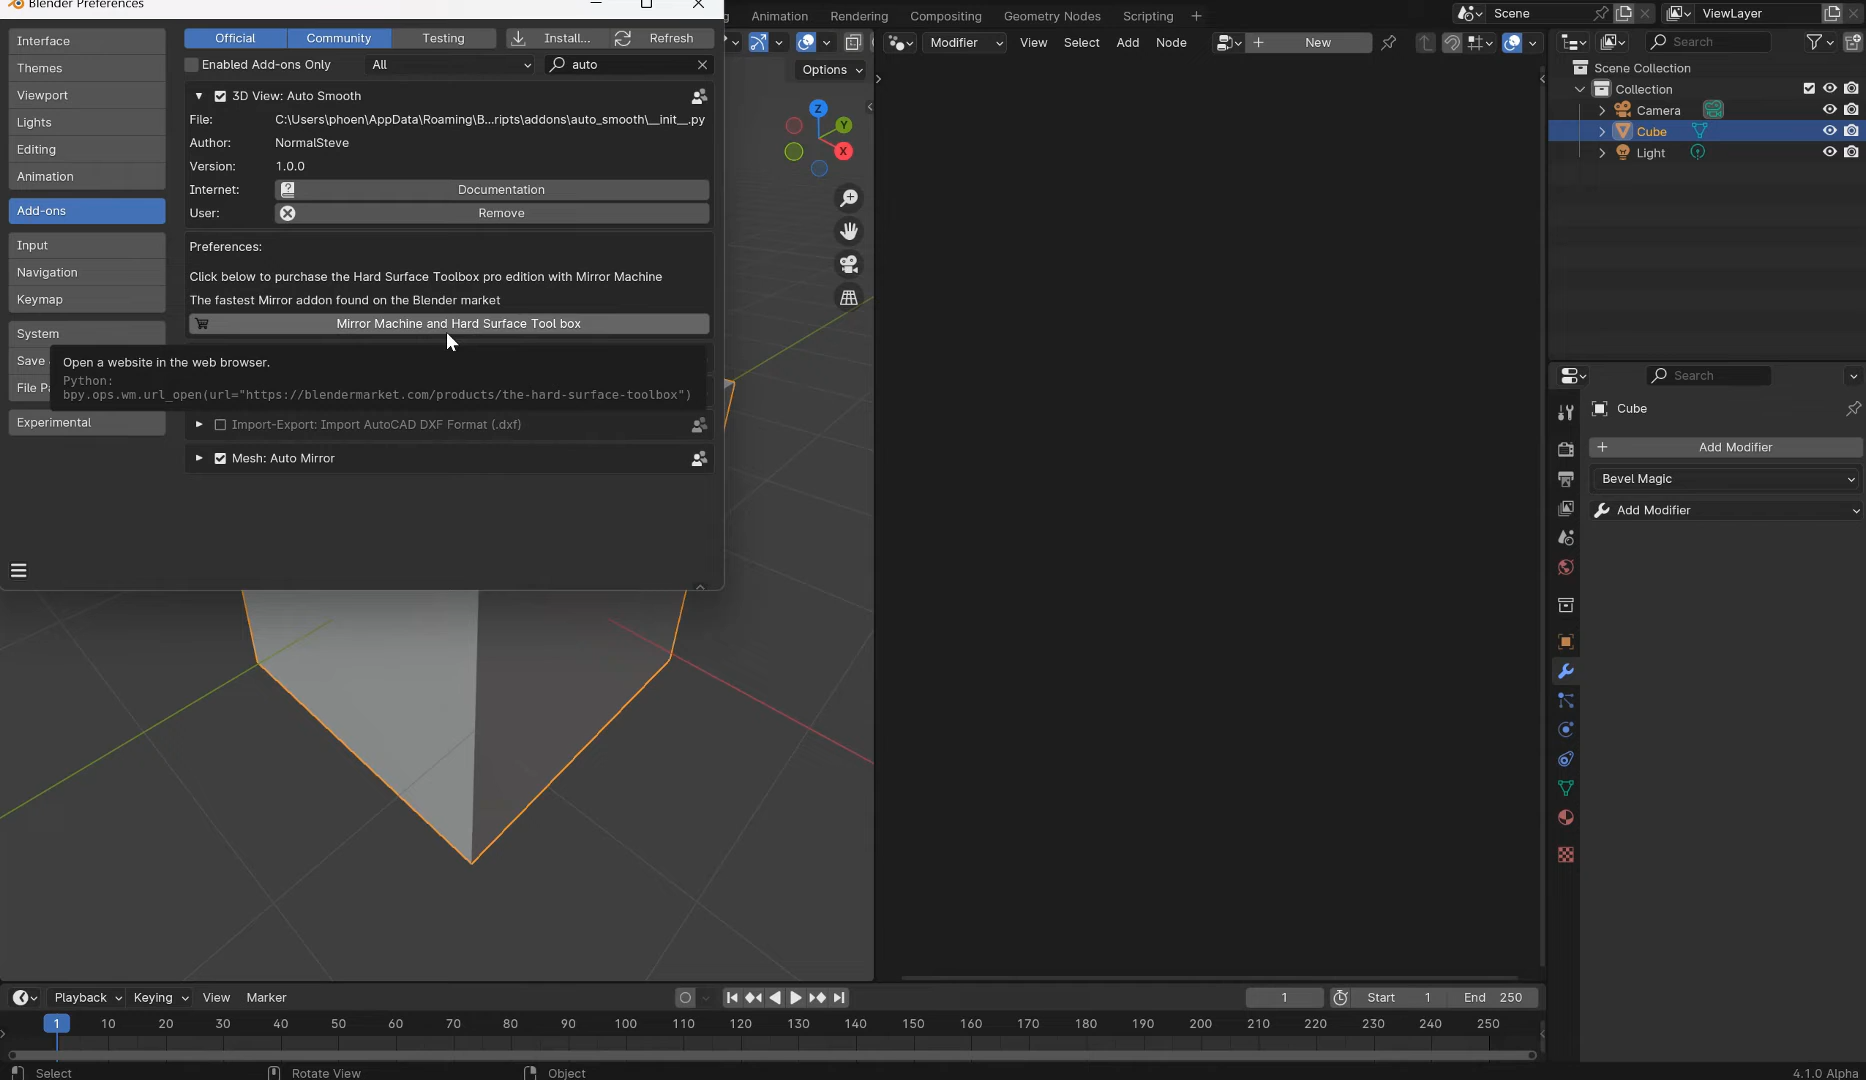 Blender Preferences
Interface
Themes
Viewport
Lights
Editing
Animation
Add-ons
Input
Navigation
Keymap
System
Save
File Pa
Experimental
Official Community Testing Install... Refresh
Enabled Add-ons Only All auto
3D View: Auto Smooth
File: C:\Users\phoen\AppData\Roaming\B...ripts\addons\auto_smooth\__init__.py
Author: NormalSteve
Version: 1.0.0
Internet: Documentation
User: Remove
Preferences:
Click below to purchase the Hard Surface Toolbox pro edition with Mirror Machine
The fastest Mirror addon found on the Blender market
Mirror Machine and Hard Surface Tool box
Open a website in the web browser.
Python:
bpy.ops.wm.url_open(url="https://blendermarket.com/products/the-hard-surface-toolbox")
Import-Export: Import AutoCAD DXF Format (.dxf)
Mesh: Auto Mirror
Animation Rendering Compositing Geometry Nodes Scripting +
Scene ViewLayer
Modifier View Select Add Node New
Options
Z
Y
X
Search
Scene Collection
Collection
Camera
Cube
Light
Search
Cube
Add Modifier
Bevel Magic
Add Modifier
Playback Keying View Marker
1 Start 1 End 250
1 10 20 30 40 50 60 70 80 90 100 110 120 130 140 150 160 170 180 190 200 210 220 230 240 250
Select Rotate View Object
4.1.0 Alpha